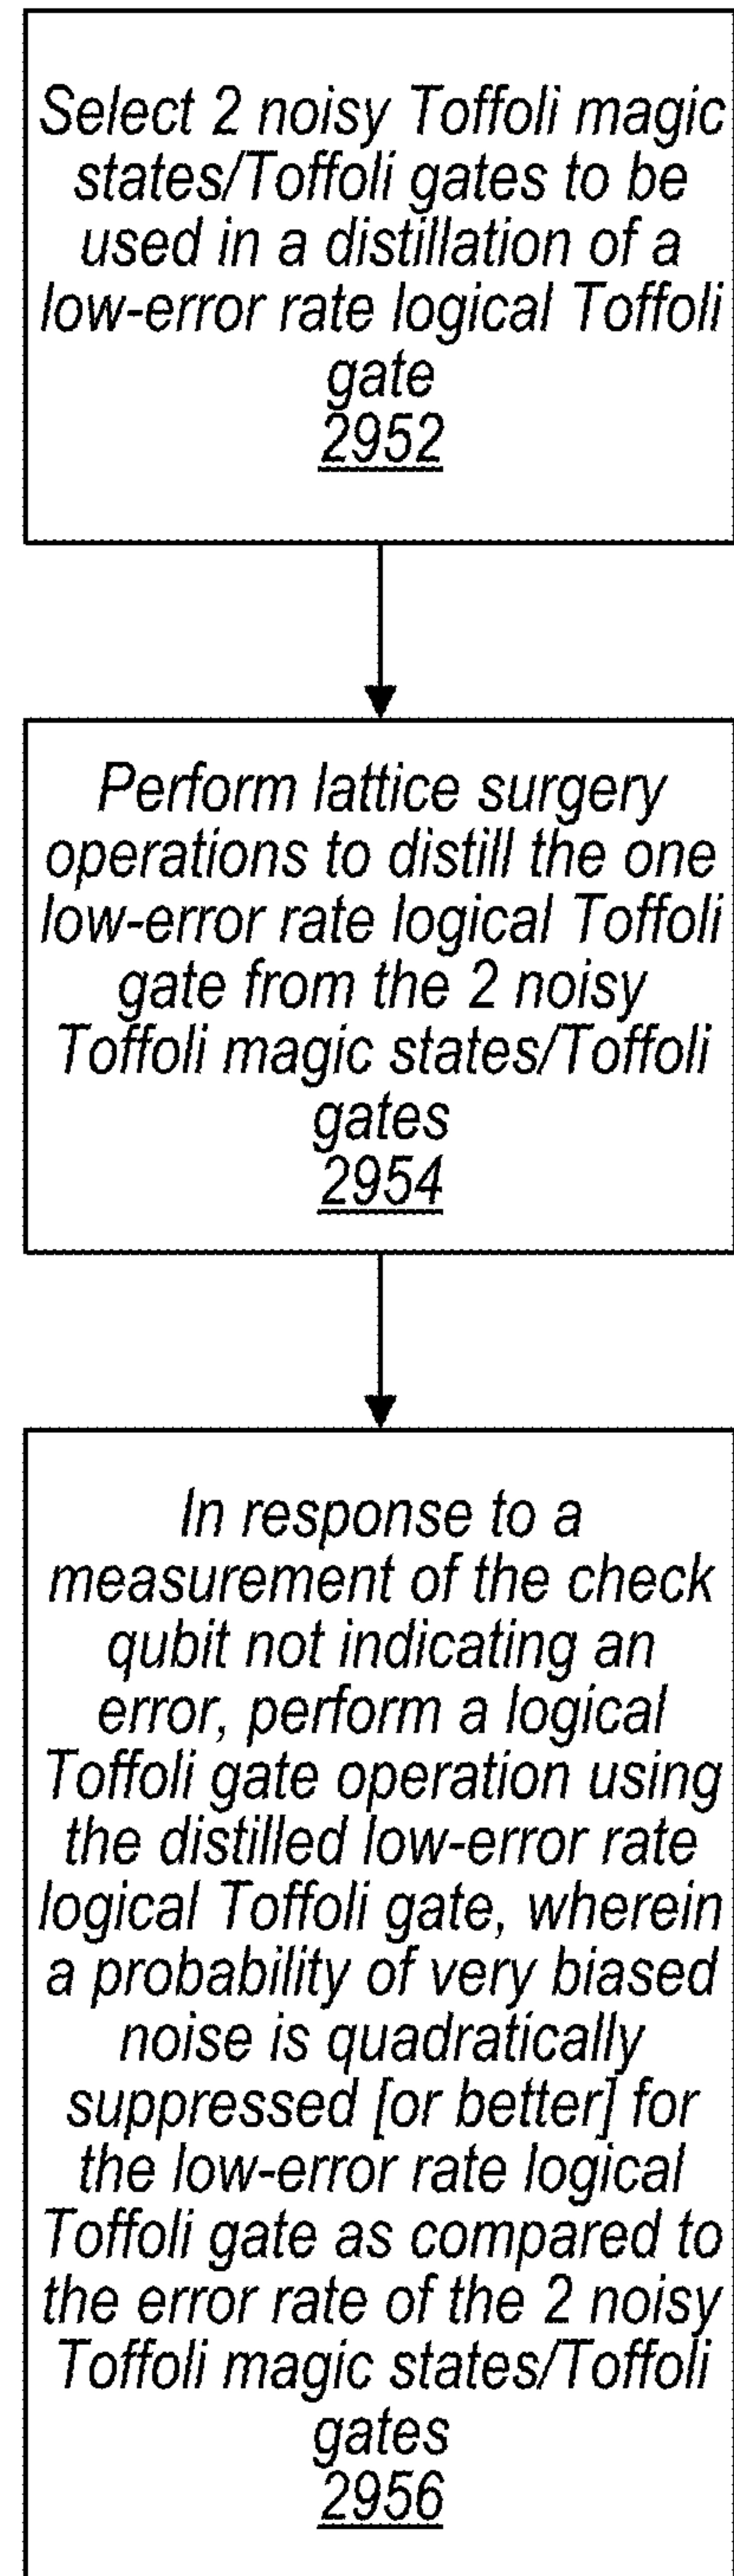 Select 2 noisy Toffoli magic
states/Toffoli gates to be
used in a distillation of a
low-error rate logical Toffoli
gate
2952
Perform lattice surgery
operations to distill the one
low-error rate logical Toffoli
gate from the 2 noisy
Toffoli magic states/Toffoli
gates
2954
In response to a
measurement of the check
qubit not indicating an
error, perform a logical
Toffoli gate operation using
the distilled low-error rate
logical Toffoli gate, wherein
a probability of very biased
noise is quadratically
suppressed [or better] for
the low-error rate logical
Toffoli gate as compared to
the error rate of the 2 noisy
Toffoli magic states/Toffoli
gates
2956